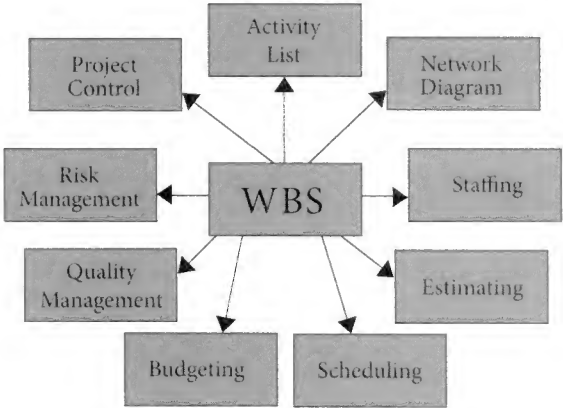 Activity
List
Project
Control
Network
Diagram
Risk
Management
WBS
Staffing
Quality
Management
Estimating
Budgeting
Scheduling